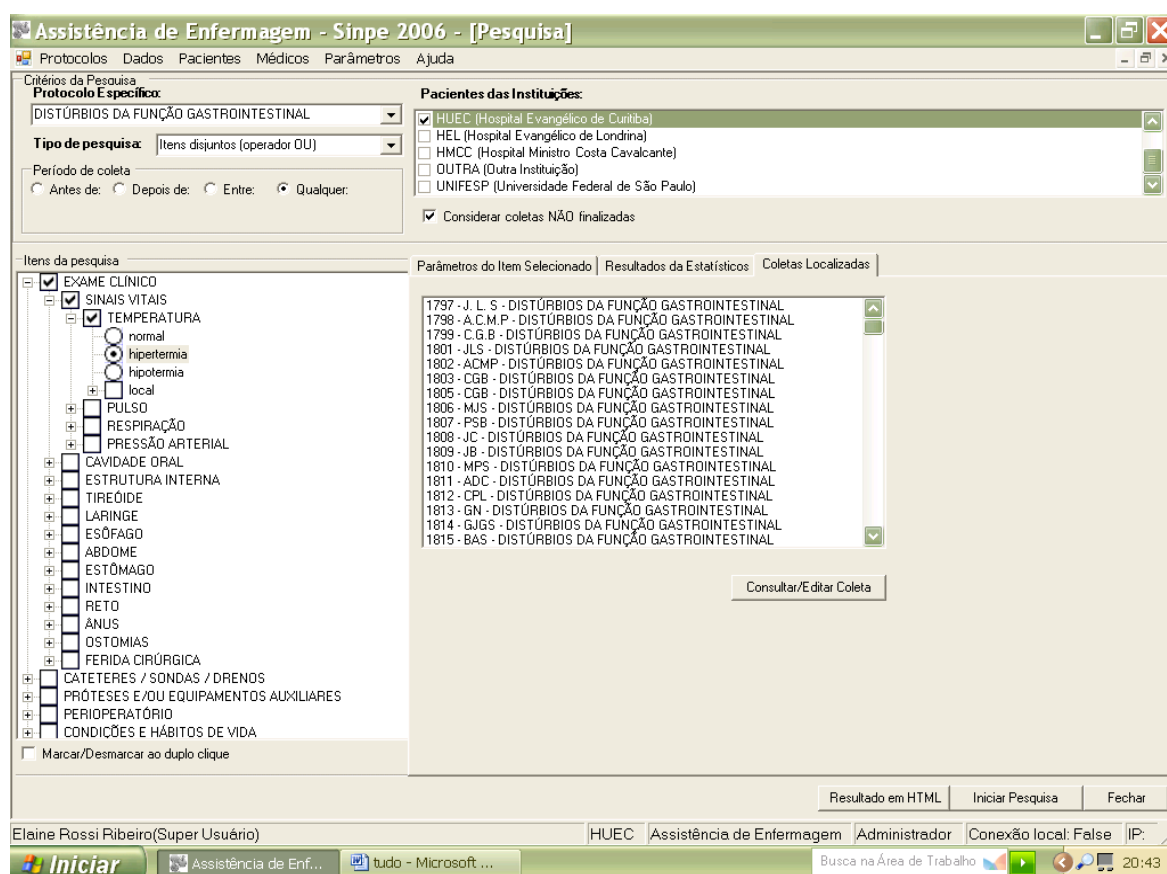 Assistência de Enfermagem - Sinpe 2006 - [Pesquisa]
Protocolos Dados Pacientes Médicos Parâmetros Ajuda
Critérios da Pesquisa
Protocolo Específico:
DISTÚRBIOS DA FUNÇÃO GASTROINTESTINAL
Tipo de pesquisa: Itens disjuntos (operador OU)
Período de coleta
Antes de: Depois de: Entre: Qualquer:
Pacientes das Instituições:
HUEC (Hospital Evangélico de Curitiba)
HEL (Hospital Evangélico de Londrina)
HMCC (Hospital Ministro Costa Cavalcante)
OUTRA (Outra Instituição)
UNIFESP (Universidade Federal de São Paulo)
Considerar coletas NÃO finalizadas
Itens da pesquisa
EXAME CLÍNICO
SINAIS VITAIS
TEMPERATURA
normal
hipertermia
hipotermia
local
PULSO
RESPIRAÇÃO
PRESSÃO ARTERIAL
CAVIDADE ORAL
ESTRUTURA INTERNA
TIREÓIDE
LARINGE
ESÔFAGO
ABDOME
ESTÔMAGO
INTESTINO
RETO
ÂNUS
OSTOMIAS
FERIDA CIRÚRGICA
CATETERES / SONDAS / DRENOS
PRÓTESES E/OU EQUIPAMENTOS AUXILIARES
PERIOPERATÓRIO
CONDIÇÕES E HÁBITOS DE VIDA
Marcar/Desmarcar ao duplo clique
Parâmetros do Item Selecionado Resultados da Estatísticos Coletas Localizadas
1797 - J. L. S - DISTÚRBIOS DA FUNÇÃO GASTROINTESTINAL
1798 - A.C.M.P - DISTÚRBIOS DA FUNÇÃO GASTROINTESTINAL
1799 - C.G.B - DISTÚRBIOS DA FUNÇÃO GASTROINTESTINAL
1801 - JLS - DISTÚRBIOS DA FUNÇÃO GASTROINTESTINAL
1802 - ACMP - DISTÚRBIOS DA FUNÇÃO GASTROINTESTINAL
1803 - CGB - DISTÚRBIOS DA FUNÇÃO GASTROINTESTINAL
1805 - CGB - DISTÚRBIOS DA FUNÇÃO GASTROINTESTINAL
1806 - MJS - DISTÚRBIOS DA FUNÇÃO GASTROINTESTINAL
1807 - PSB - DISTÚRBIOS DA FUNÇÃO GASTROINTESTINAL
1808 - JC - DISTÚRBIOS DA FUNÇÃO GASTROINTESTINAL
1809 - JB - DISTÚRBIOS DA FUNÇÃO GASTROINTESTINAL
1810 - MPS - DISTÚRBIOS DA FUNÇÃO GASTROINTESTINAL
1811 - ADC - DISTÚRBIOS DA FUNÇÃO GASTROINTESTINAL
1812 - CPL - DISTÚRBIOS DA FUNÇÃO GASTROINTESTINAL
1813 - GN - DISTÚRBIOS DA FUNÇÃO GASTROINTESTINAL
1814 - GJGS - DISTÚRBIOS DA FUNÇÃO GASTROINTESTINAL
1815 - BAS - DISTÚRBIOS DA FUNÇÃO GASTROINTESTINAL
Consultar/Editar Coleta
Resultado em HTML Iniciar Pesquisa Fechar
Elaine Rossi Ribeiro(Super Usuário) HUEC Assistência de Enfermagem Administrador Conexão local: False IP:
Iniciar Assistência de Enf... tudo - Microsoft ... Busca na Área de Trabalho 20:43